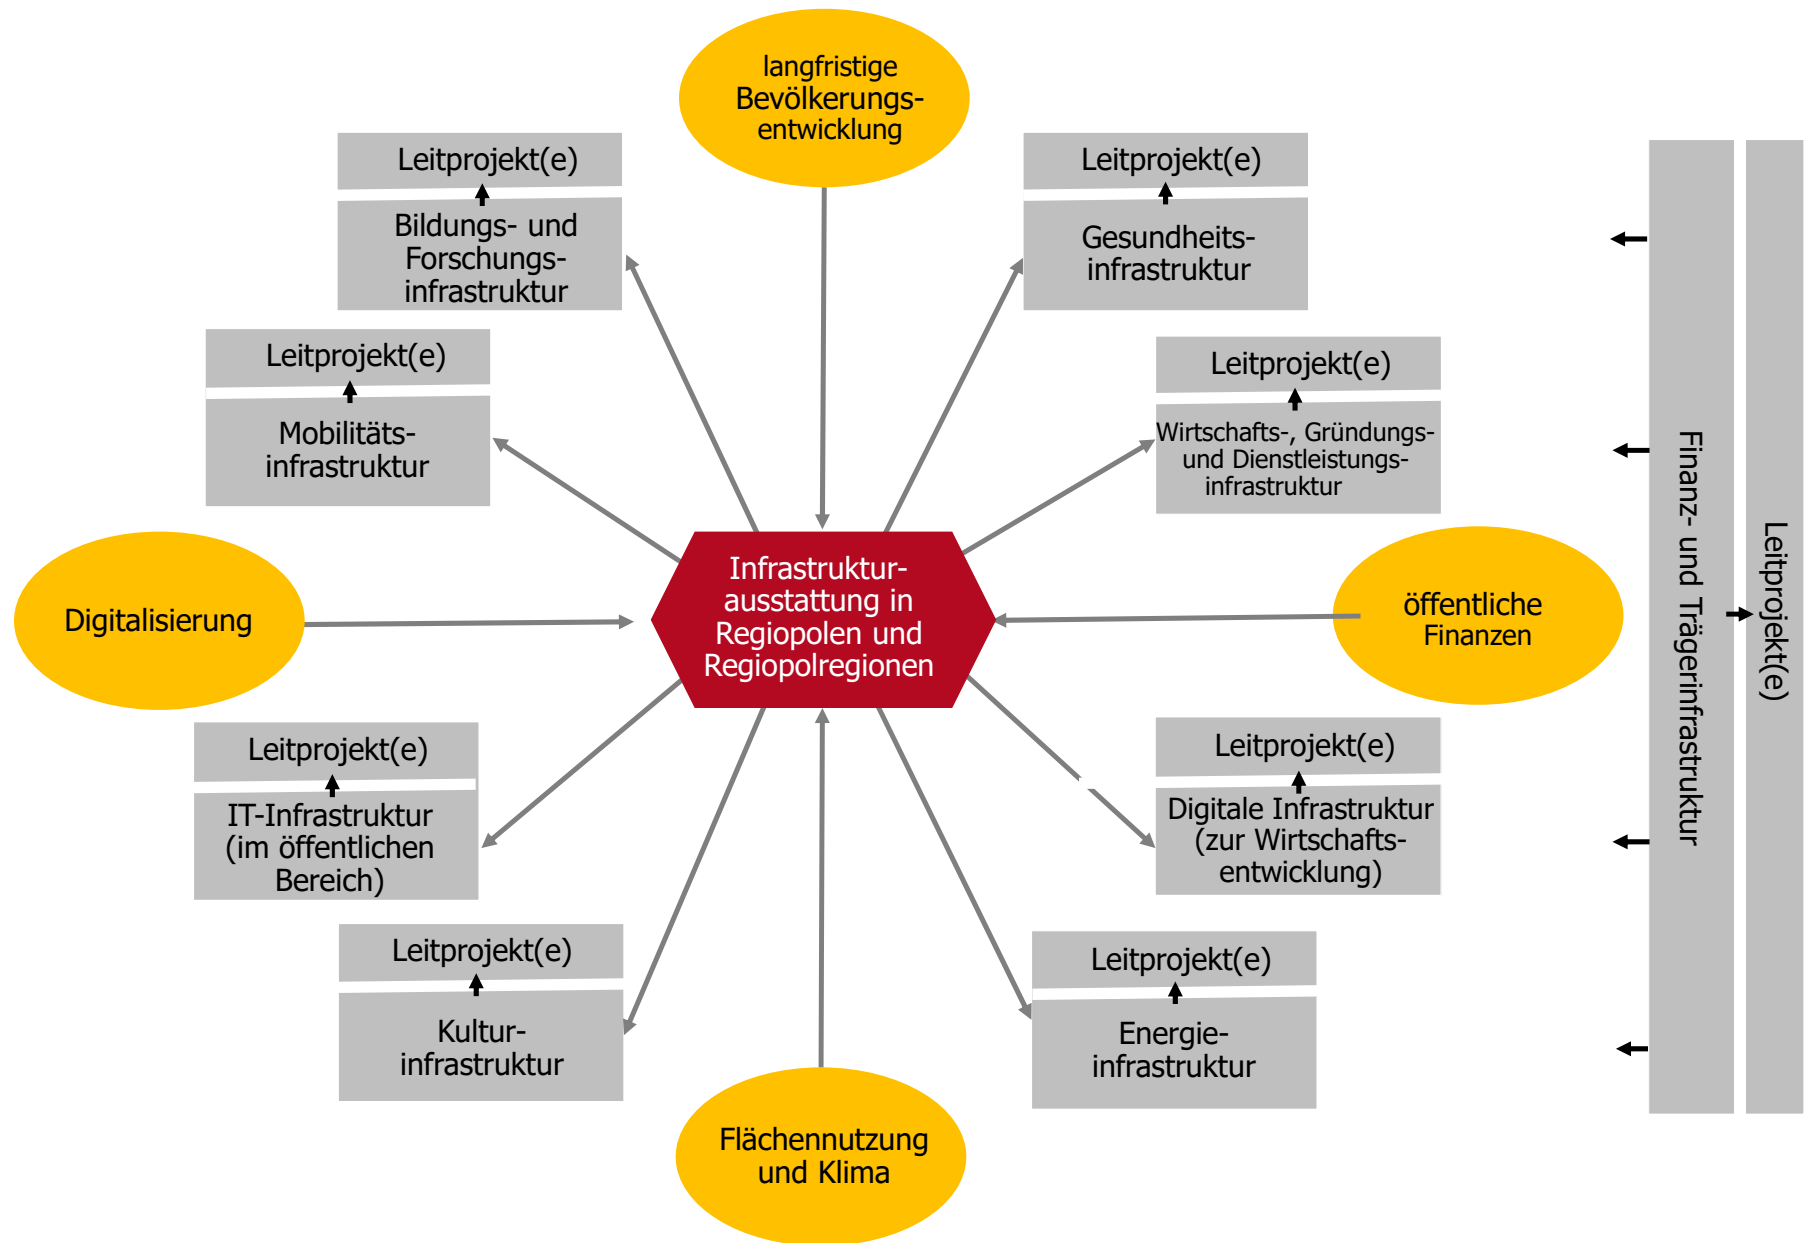 langfristige
Bevölkerungs-
entwicklung
Leitprojekt(e)
Bildungs- und
Forschungs-
infrastruktur
Leitprojekt(e)
Gesundheits-
infrastruktur
Leitprojekt(e)
Mobilitäts-
infrastruktur
Leitprojekt(e)
Wirtschafts-, Gründungs-
und Dienstleistungs-
infrastruktur
Digitalisierung
Infrastruktur-
ausstattung in
Regiopolen und
Regiopolregionen
öffentliche
Finanzen
Leitprojekt(e)
IT-Infrastruktur
(im öffentlichen
Bereich)
Leitprojekt(e)
Digitale Infrastruktur
(zur Wirtschafts-
entwicklung)
Leitprojekt(e)
Kultur-
infrastruktur
Leitprojekt(e)
Energie-
infrastruktur
Flächennutzung
und Klima
Finanz- und Trägerinfrastruktur
Leitprojekt(e)